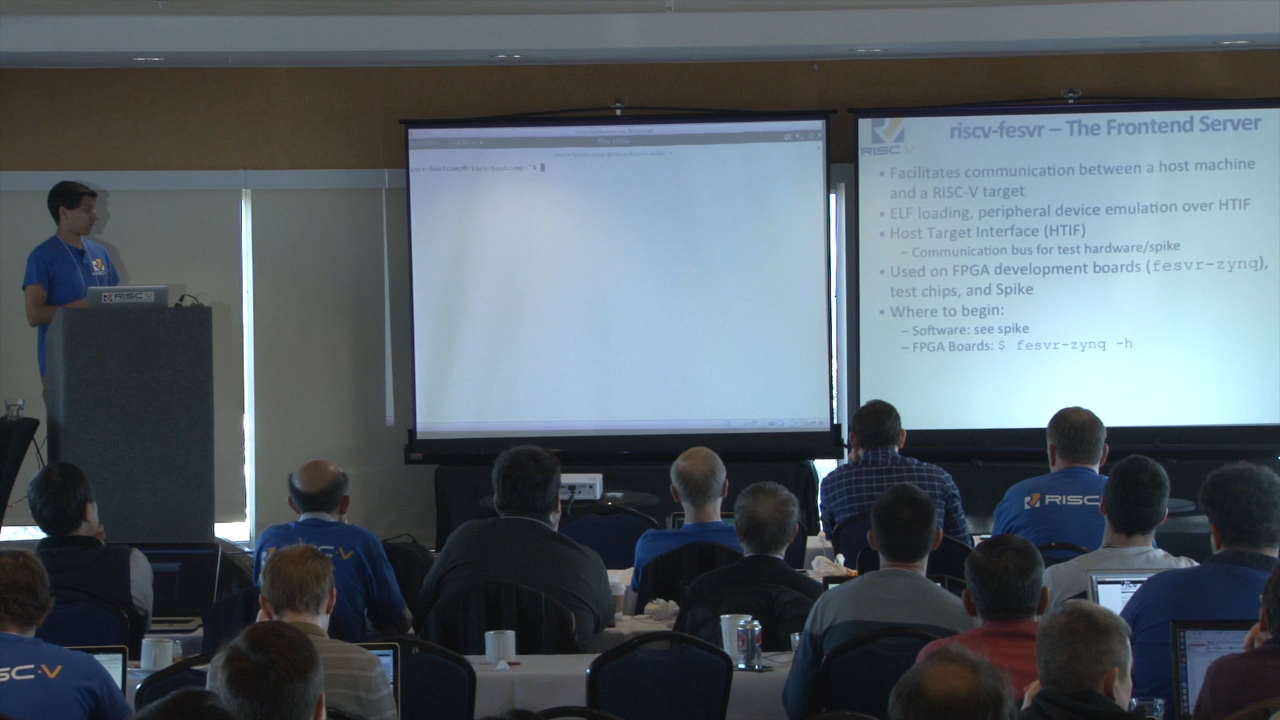 riscv-fesvr – The Frontend Server
RISC-V
• Facilitates communication between a host machine
and a RISC-V target
• ELF loading, peripheral device emulation over HTIF
• Host Target Interface (HTIF)
– Communication bus for test hardware/spike
• Used on FPGA development boards (fesvr-zynq),
test chips, and Spike
• Where to begin:
– Software: see spike
– FPGA Boards: $ fesvr-zynq -h
RISC-V
RISC